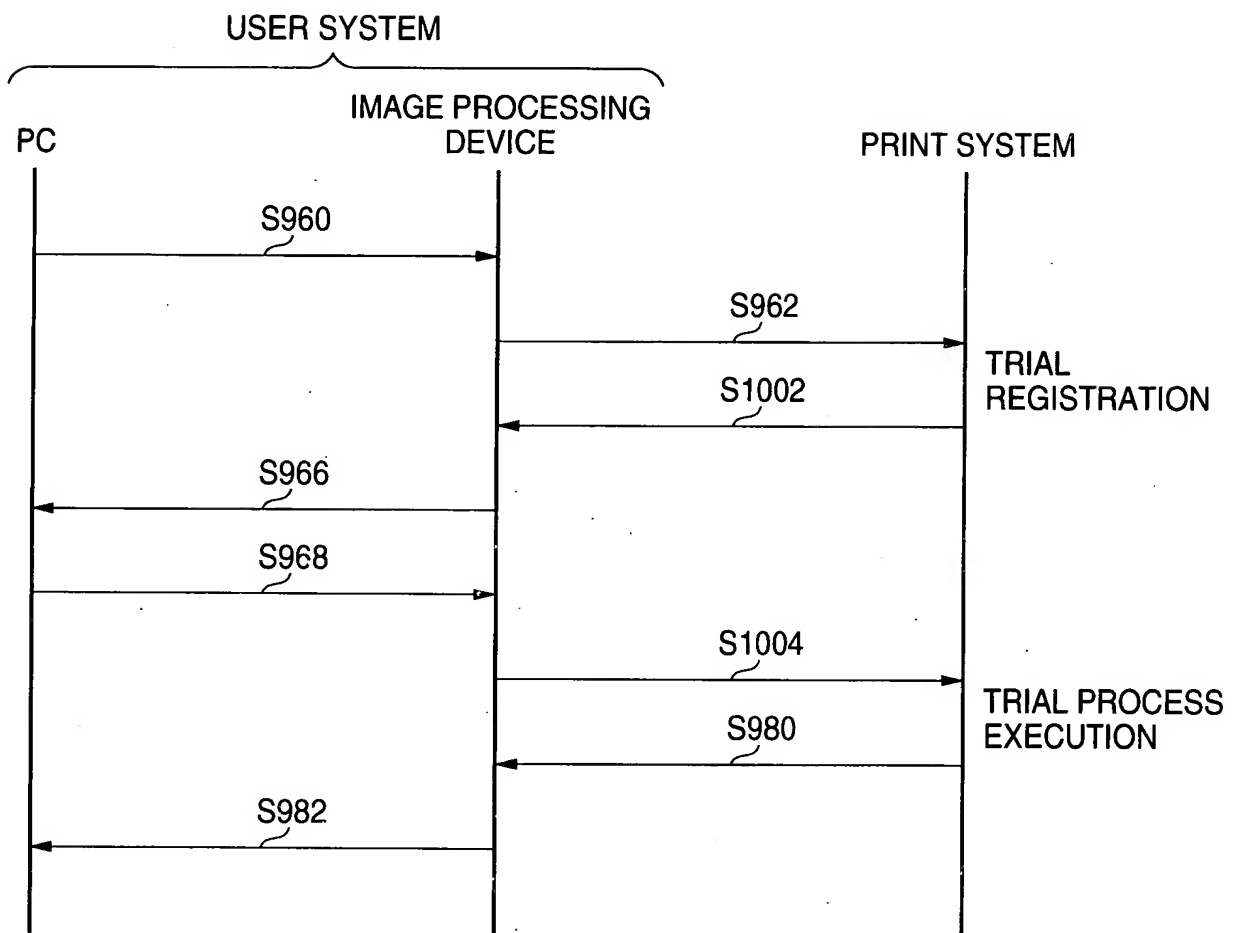 USER SYSTEM
PC
IMAGE PROCESSING
DEVICE
PRINT SYSTEM
S960
S962
TRIAL
REGISTRATION
S1002
S966
S968
S1004
TRIAL PROCESS
EXECUTION
S980
S982